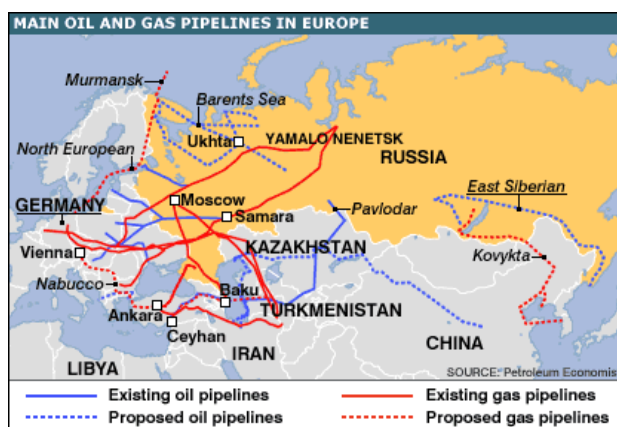 MAIN OIL AND GAS PIPELINES IN EUROPE
Murmansk
Barents Sea
Ukhta
YAMALO NENETSK
North European
RUSSIA
GERMANY
Moscow
East Siberian
Samara
Pavlodar
Vienna
KAZAKHSTAN
Kovykta
Nabucco
Baku
Ankara
TURKMENISTAN
Ceyhan
CHINA
IRAN
LIBYA
SOURCE: Petroleum Economis
Existing oil pipelines
Existing gas pipelines
Proposed oil pipelines
Proposed gas pipelines